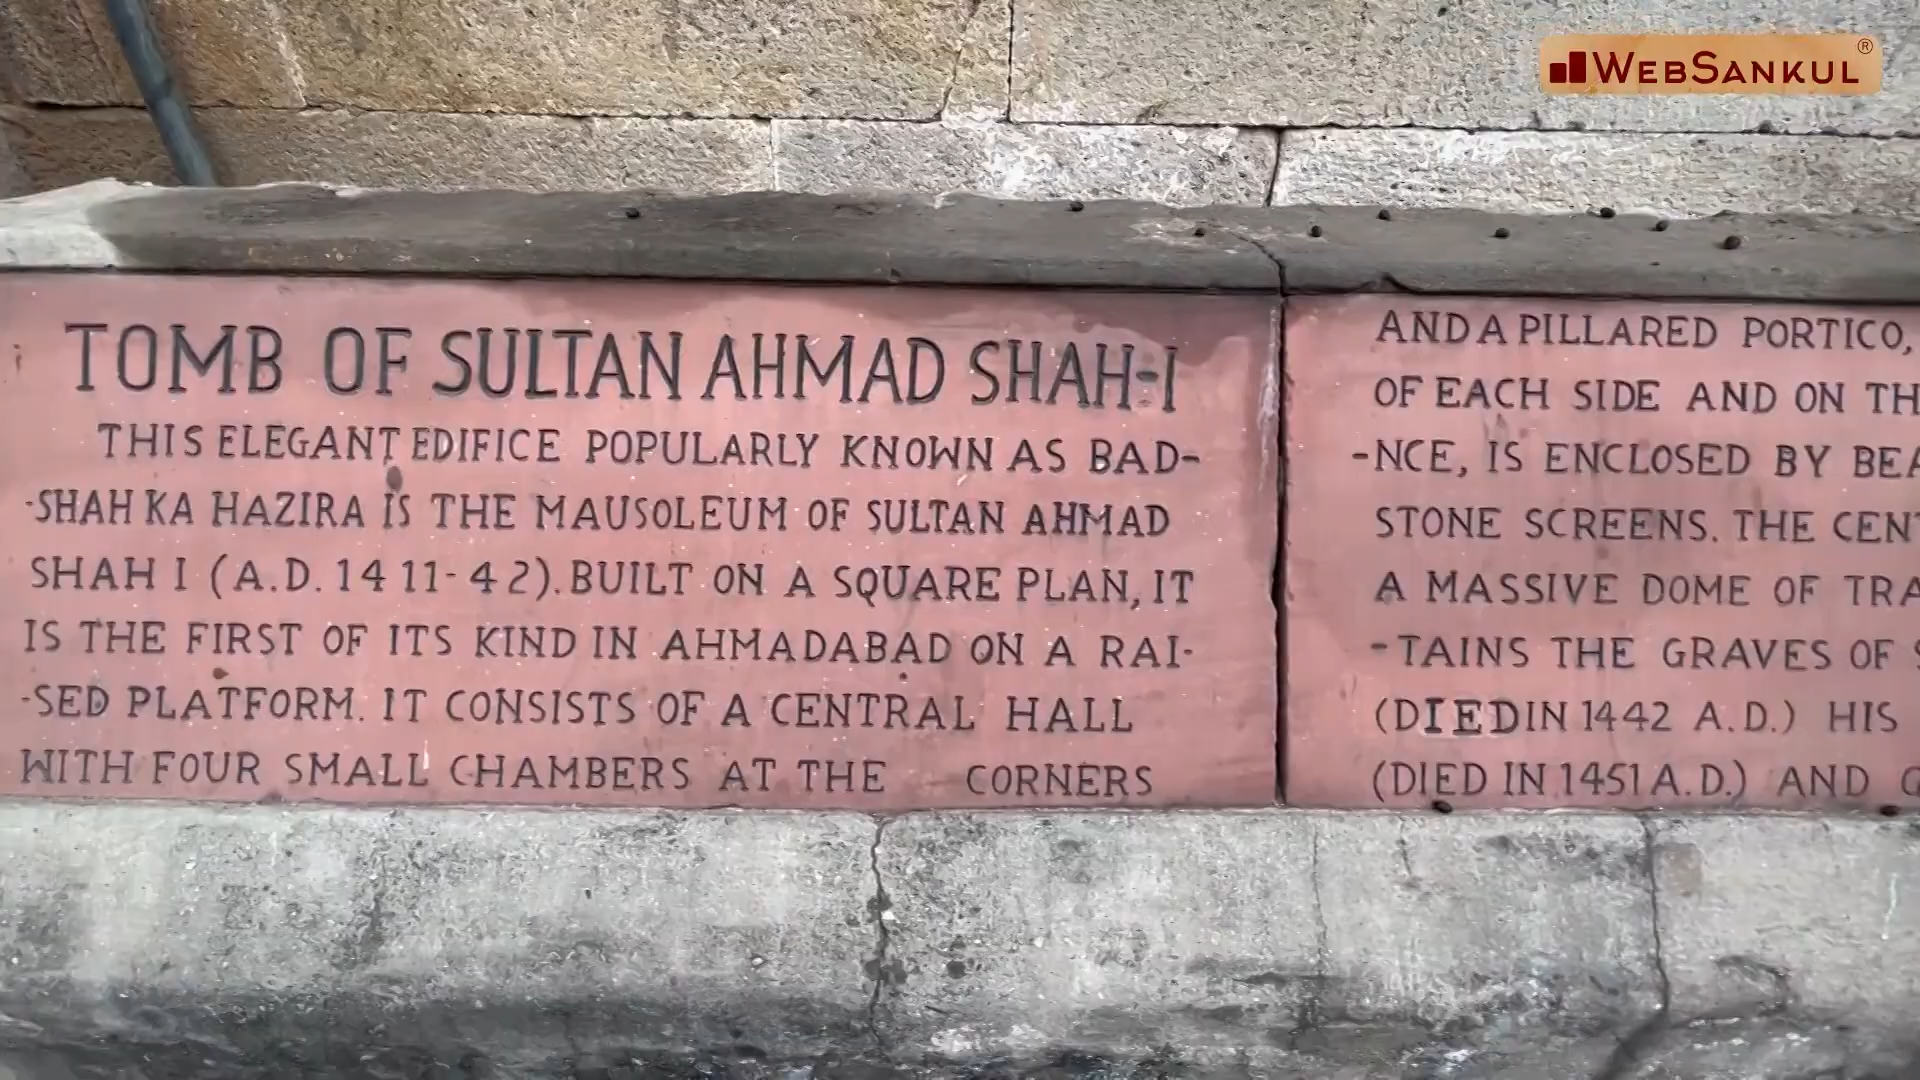 WEBSANKUL®
TOMB OF SULTAN AHMAD SHAH-I
THIS ELEGANT EDIFICE POPULARLY KNOWN AS BAD-
-SHAH KA HAZIRA IS THE MAUSOLEUM OF SULTAN AHMAD
SHAH I (A.D. 1411-42). BUILT ON A SQUARE PLAN, IT
IS THE FIRST OF ITS KIND IN AHMADABAD ON A RAI-
-SED PLATFORM. IT CONSISTS OF A CENTRAL HALL
WITH FOUR SMALL CHAMBERS AT THE CORNERS
AND A PILLARED PORTICO,
OF EACH SIDE AND ON TH
-NCE, IS ENCLOSED BY BEA
STONE SCREENS. THE CENT
A MASSIVE DOME OF TRA
-TAINS THE GRAVES OF
(DIED IN 1442 A.D.) HIS
(DIED IN 1451 A.D.) AND